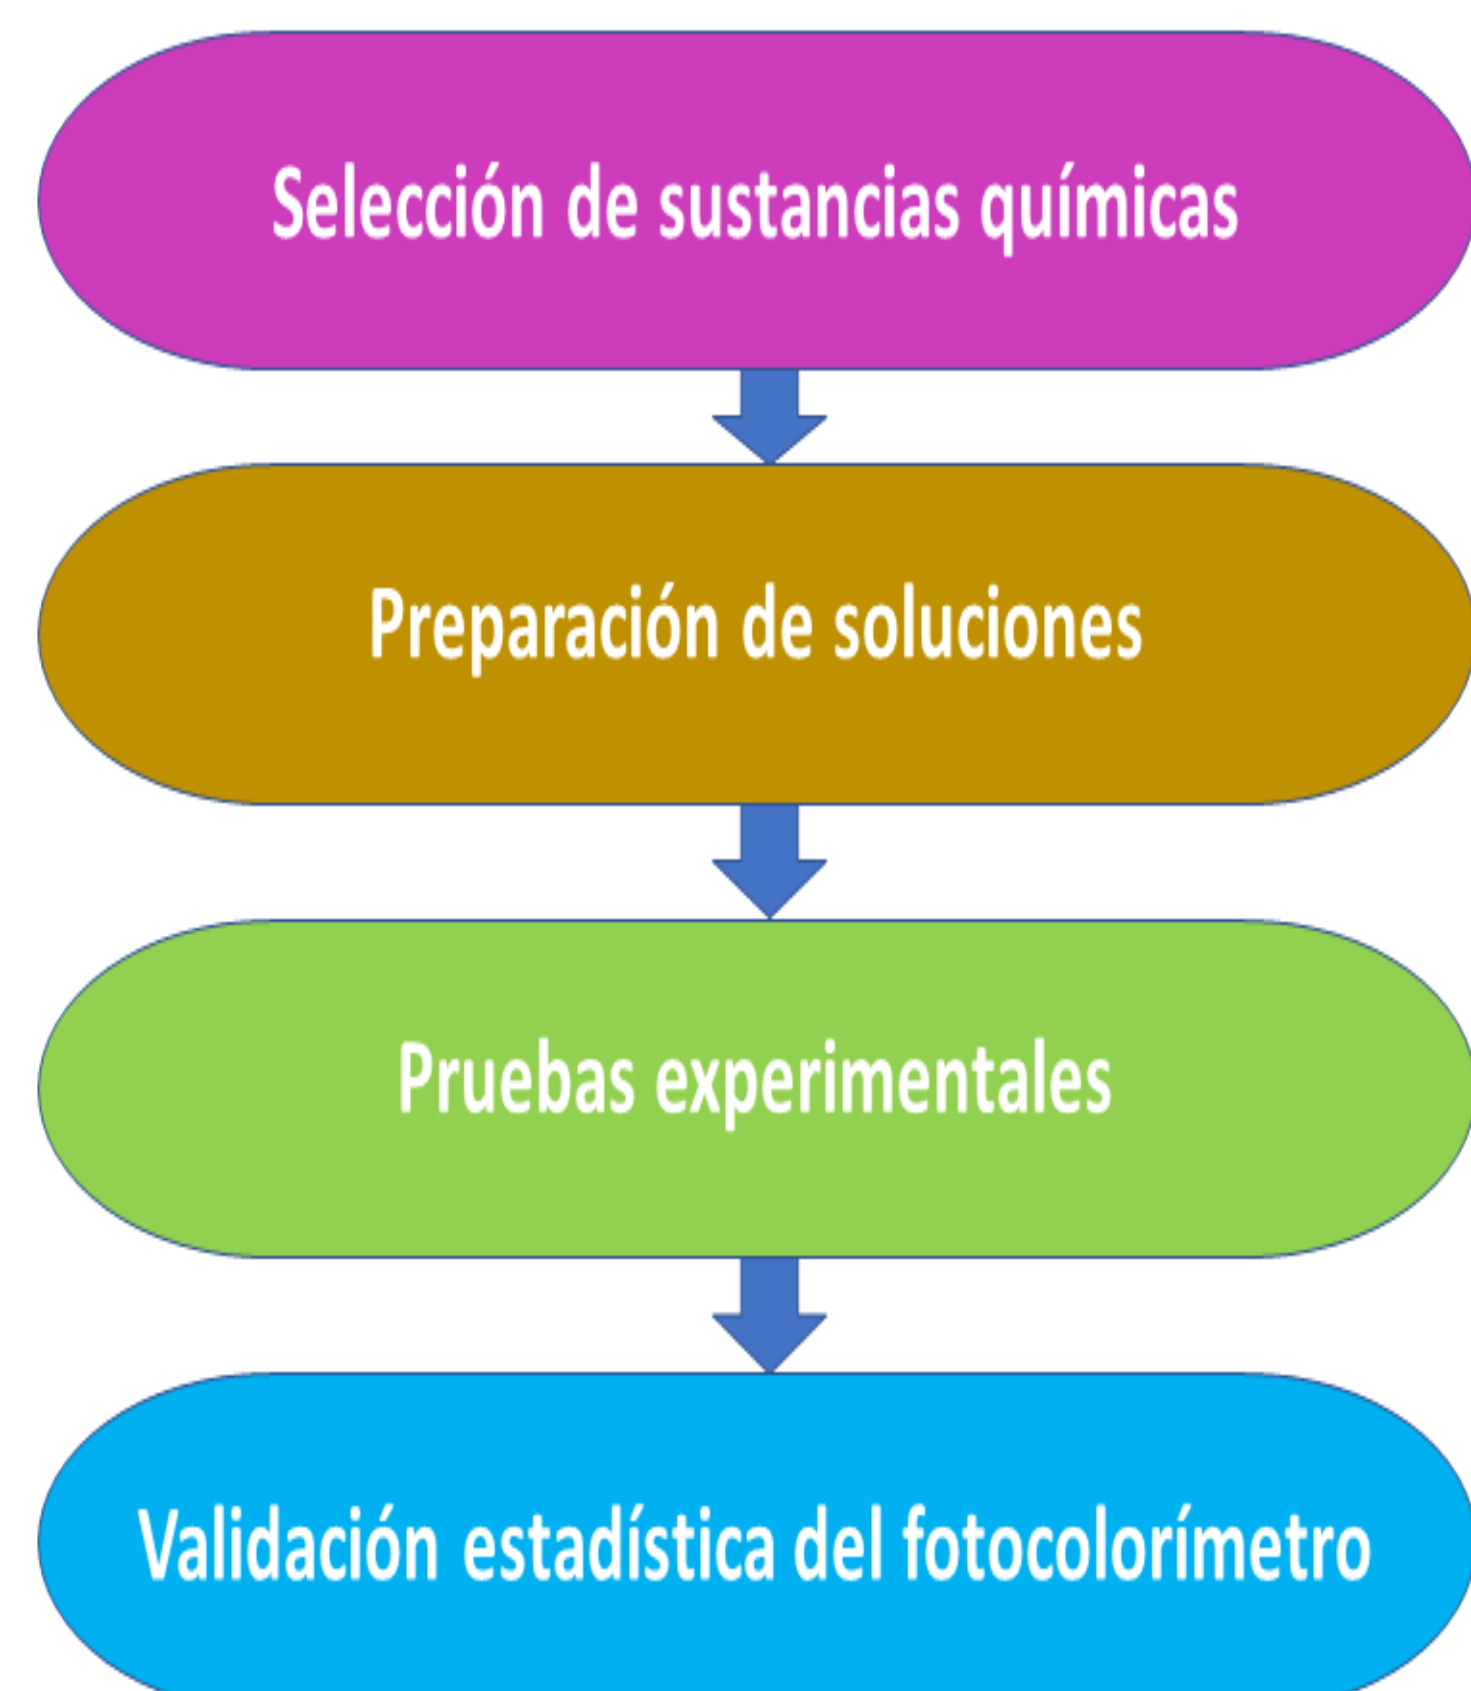 Selección de sustancias químicas
Preparación de soluciones
Pruebas experimentales
Validación estadística del fotocolorímetro